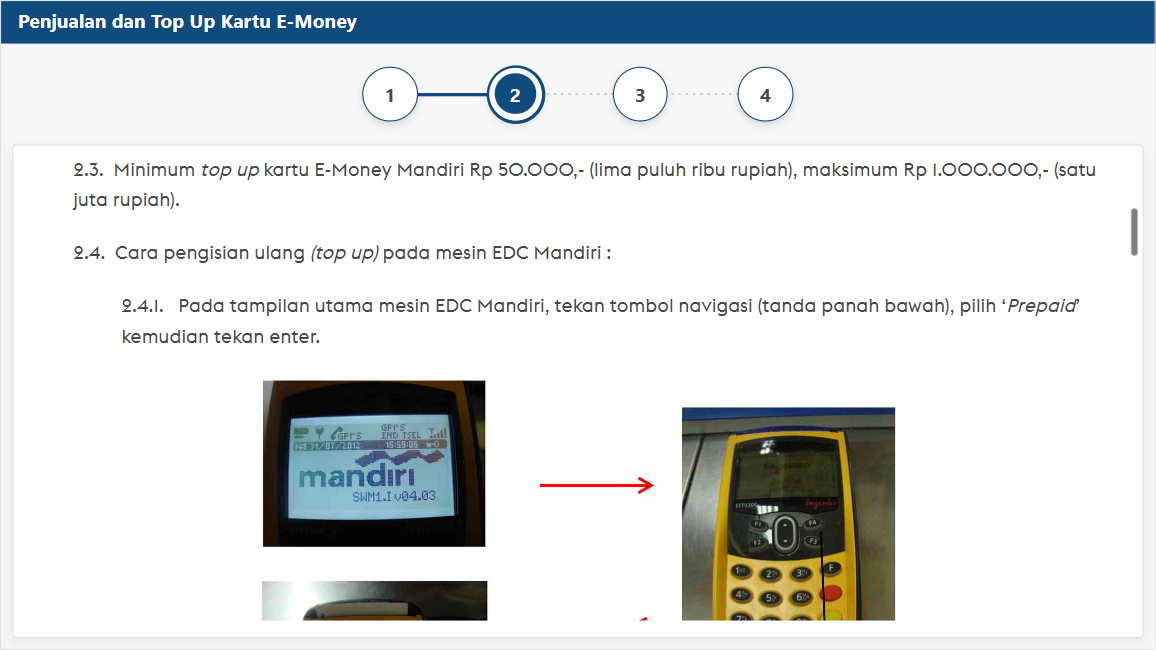 Penjualan dan Top Up Kartu E-Money
1
2
3
4
2.3. Minimum top up kartu E-Money Mandiri Rp 50.000,- (lima puluh ribu rupiah), maksimum Rp 1.000.000,- (satu
juta rupiah).
2.4. Cara pengisian ulang (top up) pada mesin EDC Mandiri :
2.4.1. Pada tampilan utama mesin EDC Mandiri, tekan tombol navigasi (tanda panah bawah), pilih ‘Prepaid’
kemudian tekan enter.
GPrS
GPrS IND TSEL
31/07/2012 15:59:06
mandiri
SWM1.I v04.03
ingenico
F1 F4
F2 F3
1 2 3 F
4 5 6